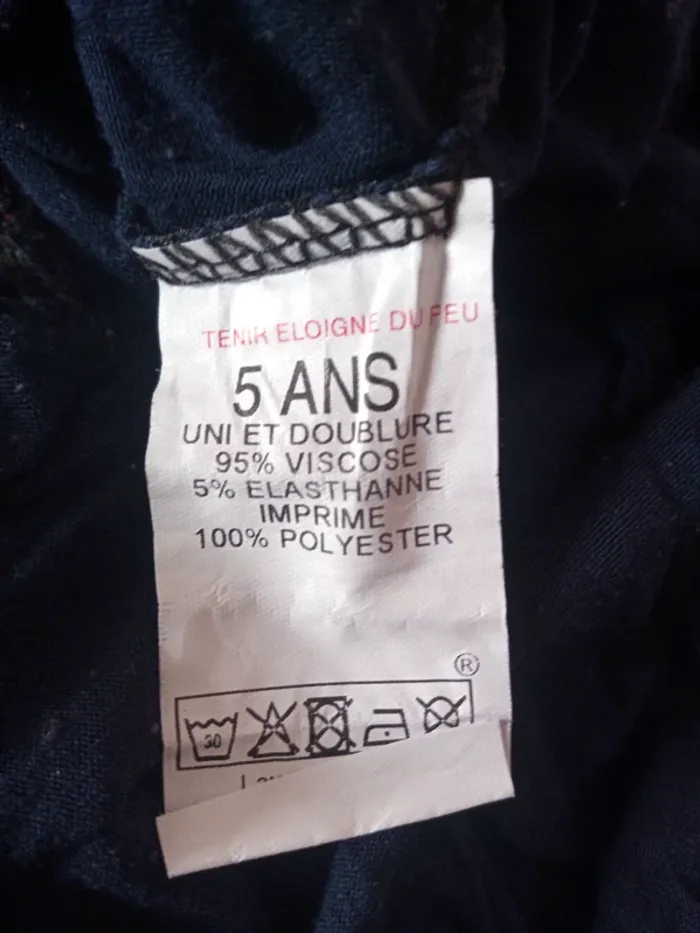 TENIR ELOIGNE DU FEU
5 ANS
UNI ET DOUBLURE
95% VISCOSE
5% ELASTHANNE
IMPRIME
100% POLYESTER
®
30